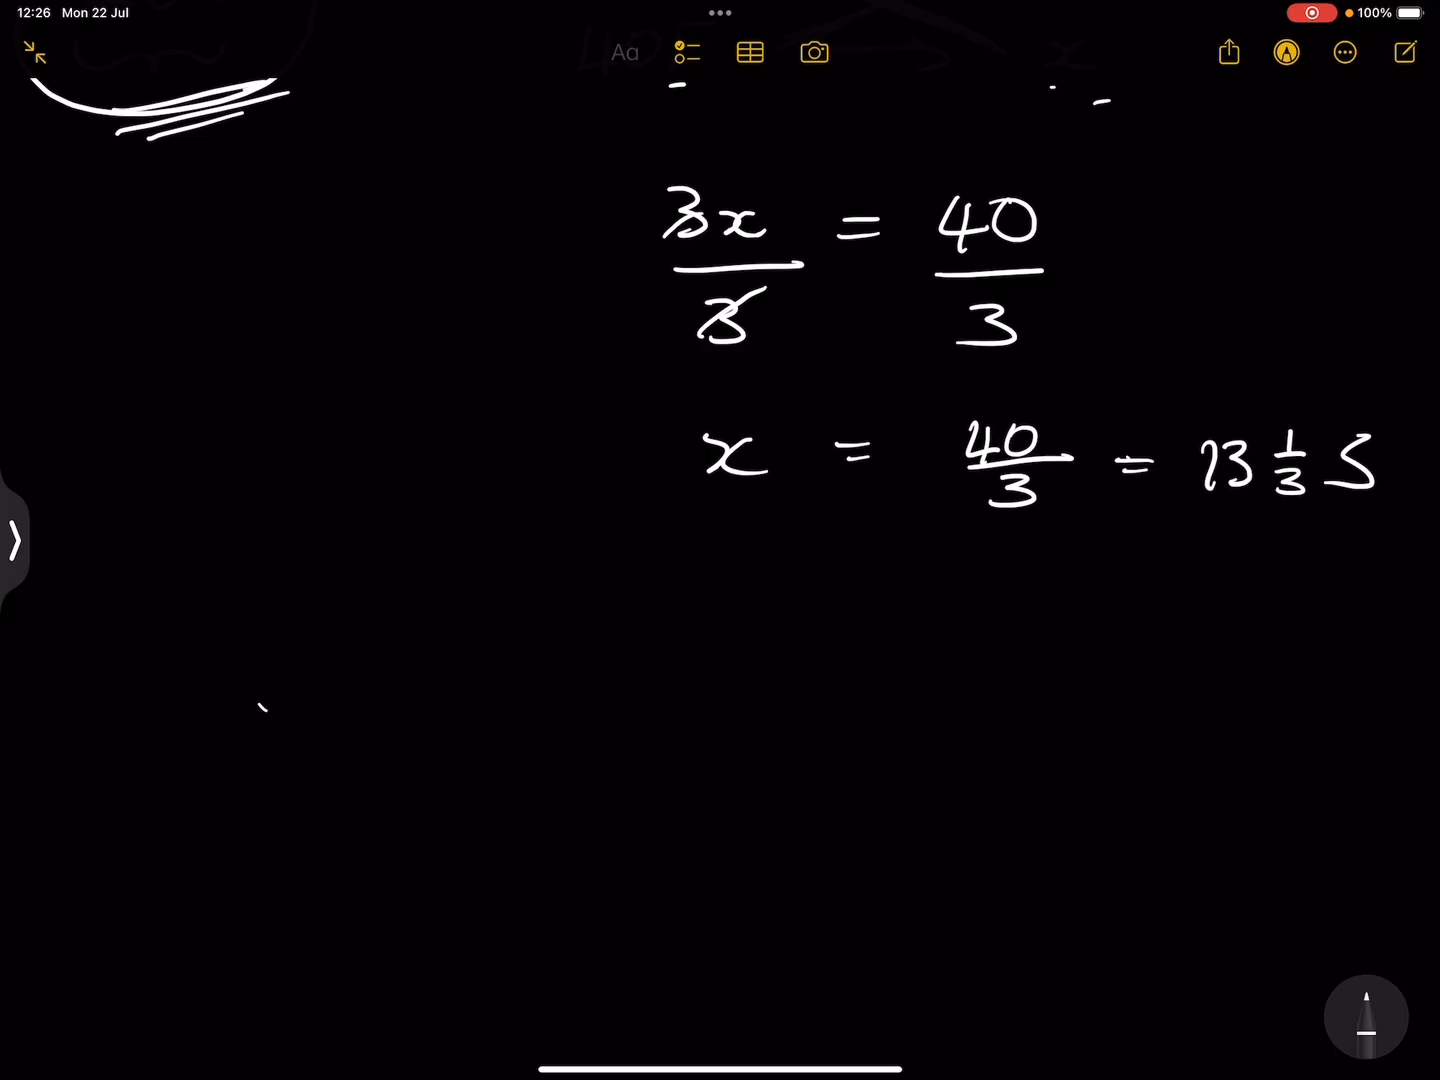 12:26 Mon 22 Jul 100%
Aa
3x = 40
3 3
x = 40/3 = 13 1/3 S